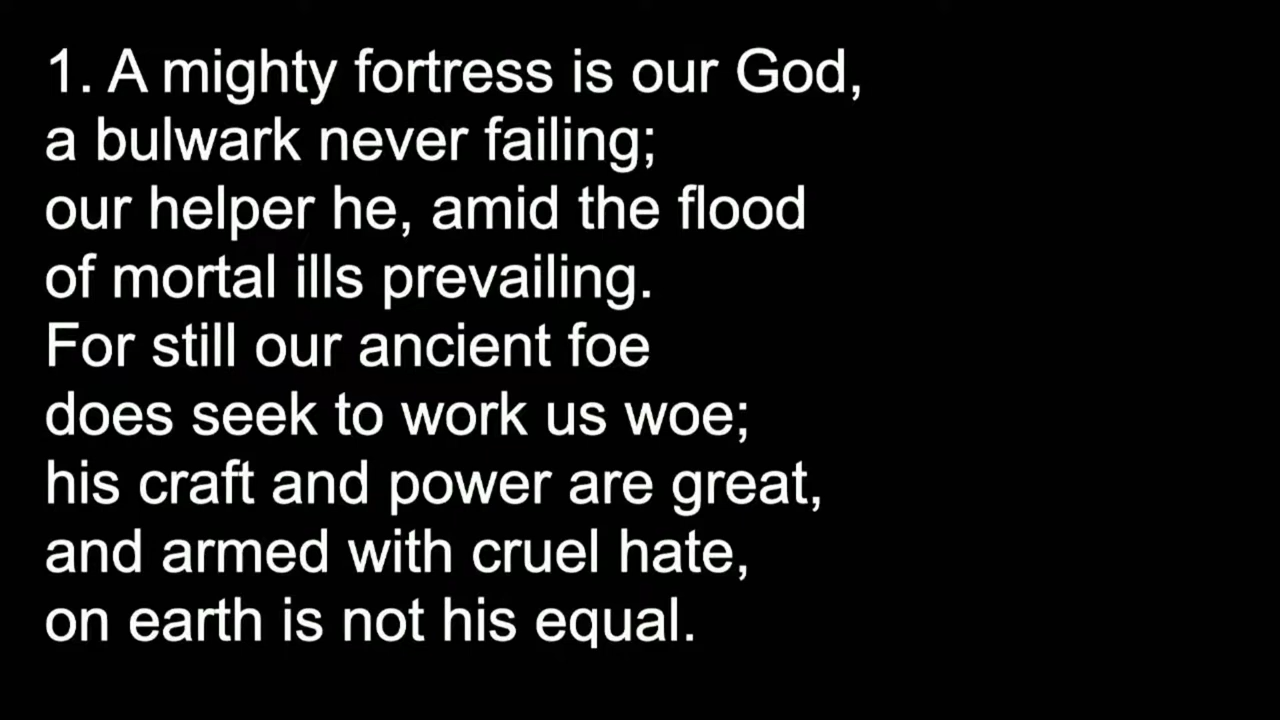 1. A mighty fortress is our God,
a bulwark never failing;
our helper he, amid the flood
of mortal ills prevailing.
For still our ancient foe
does seek to work us woe;
his craft and power are great,
and armed with cruel hate,
on earth is not his equal.